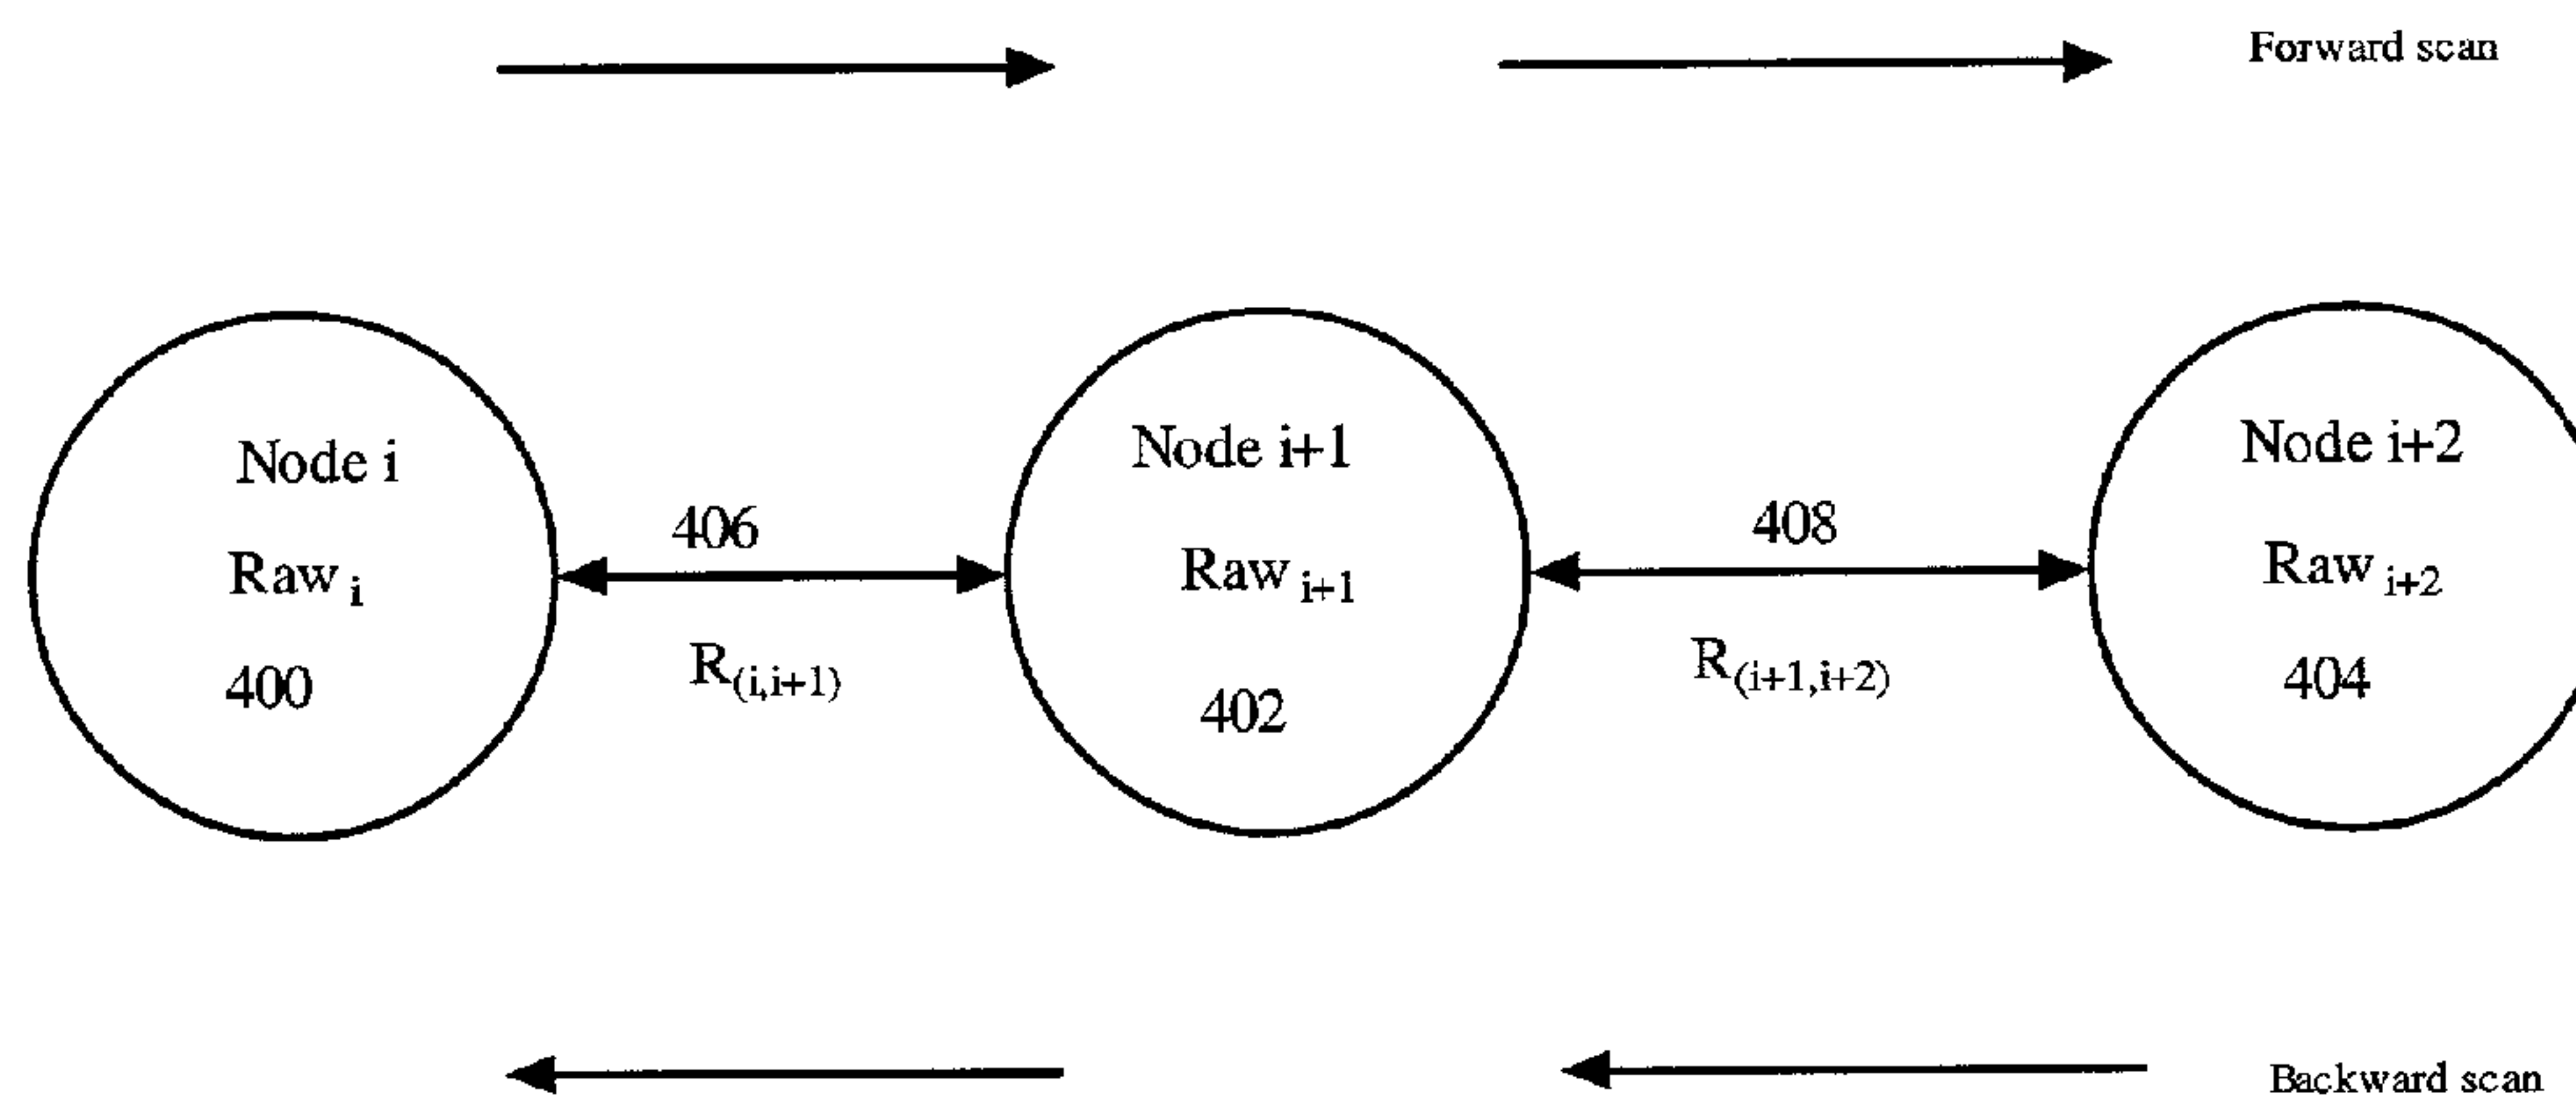 Forward scan
Node i
Raw i
400
406
R(i,i+1)
Node i+1
Raw i+1
402
408
R(i+1,i+2)
Node i+2
Raw i+2
404
Backward scan